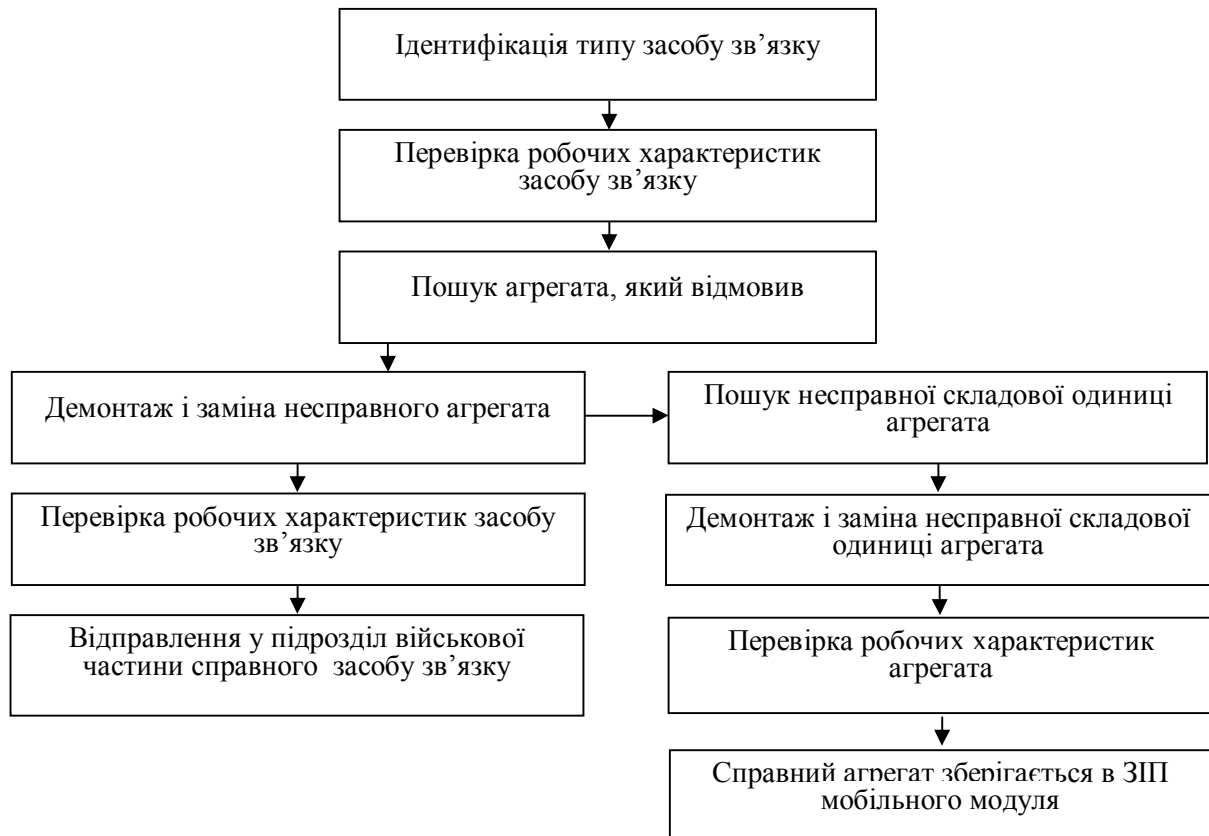 Ідентифікація типу засобу зв’язку
Перевірка робочих характеристик
засобу зв’язку
Пошук агрегата, який відмовив
Демонтаж і заміна несправного агрегата
Перевірка робочих характеристик засобу
зв’язку
Відправлення у підрозділ військової
частини справного засобу зв’язку
Пошук несправної складової одиниці
агрегата
Демонтаж і заміна несправної складової
одиниці агрегата
Перевірка робочих характеристик
агрегата
Справний агрегат зберігається в ЗІП
мобільного модуля